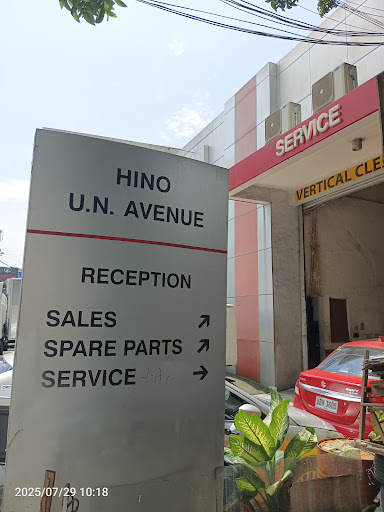 HINO
U.N. AVENUE
RECEPTION
SALES ↗
SPARE PARTS ↗
SERVICE →
SERVICE
VERTICAL CLE
2025/07/29 10:18